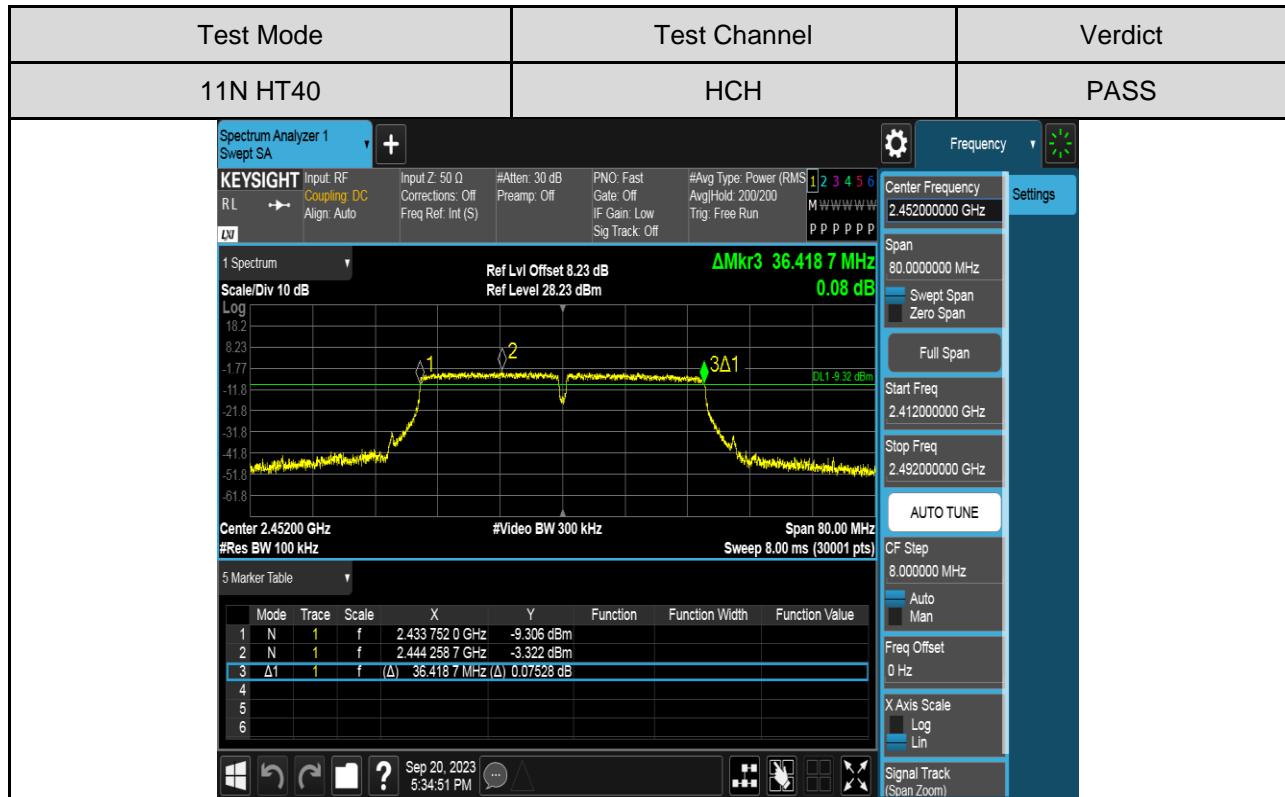 Test Mode Test Channel Verdict
11N HT40 HCH PASS
Spectrum Analyzer 1
Swept SA
+
Frequency
KEYSIGHT Input: RF Input Z: 50 Ω #Atten: 30 dB PNO: Fast #Avg Type: Power (RMS 1 2 3 4 5 6
RL Coupling: DC Corrections: Off Preamp: Off Gate: Off Avg|Hold: 200/200 M W W W W W
Align: Auto Freq Ref: Int (S) IF Gain: Low Trig: Free Run
LXI Sig Track: Off P P P P P P
1 Spectrum Ref Lvl Offset 8.23 dB ΔMkr3 36.418 7 MHz
Scale/Div 10 dB Ref Level 28.23 dBm 0.08 dB
Log
18.2
8.23
-1.77
-11.8
-21.8
-31.8
-41.8
-51.8
-61.8
1
2
3Δ1
DL1 -9.32 dBm
Center 2.45200 GHz #Video BW 300 kHz Span 80.00 MHz
#Res BW 100 kHz Sweep 8.00 ms (30001 pts)
5 Marker Table
Mode Trace Scale X Y Function Function Width Function Value
1 N 1 f 2.433 752 0 GHz -9.306 dBm
2 N 1 f 2.444 258 7 GHz -3.322 dBm
3 Δ1 1 f (Δ) 36.418 7 MHz (Δ) 0.07528 dB
4
5
6
Settings
Center Frequency
2.452000000 GHz
Span
80.0000000 MHz
Swept Span
Zero Span
Full Span
Start Freq
2.412000000 GHz
Stop Freq
2.492000000 GHz
AUTO TUNE
CF Step
8.000000 MHz
Auto
Man
Freq Offset
0 Hz
X Axis Scale
Log
Lin
Signal Track
(Span Zoom)
? Sep 20, 2023
5:34:51 PM